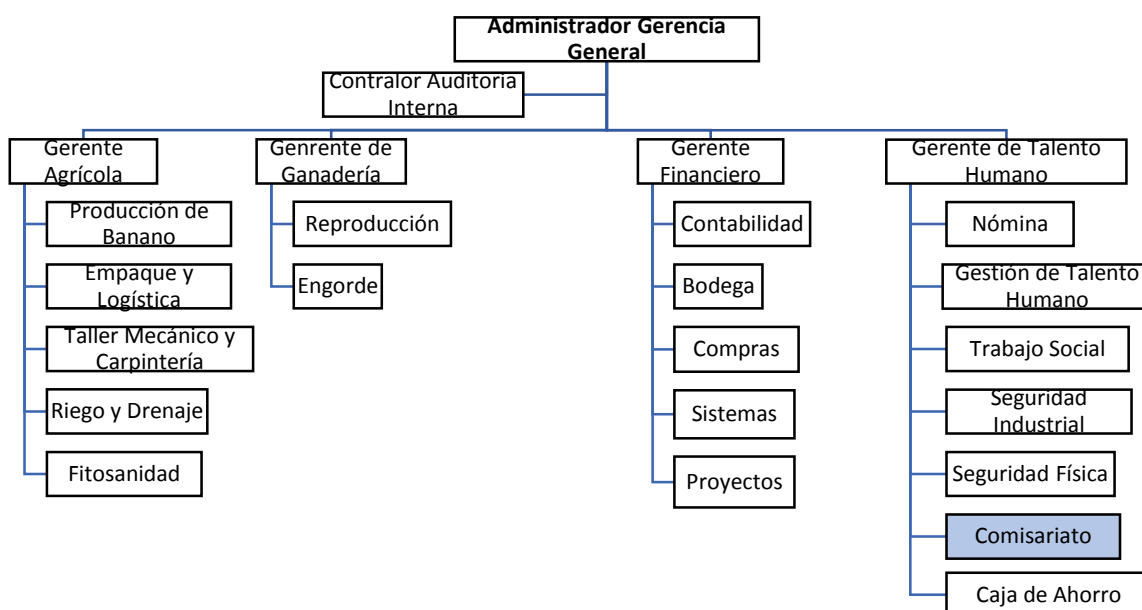 Administrador Gerencia
General
Contralor Auditoria
Interna
Gerente
Agrícola
Producción de
Banano
Empaque y
Logística
Taller Mecánico y
Carpintería
Riego y Drenaje
Fitosanidad
Genrente de
Ganadería
Reproducción
Engorde
Gerente
Financiero
Contabilidad
Bodega
Compras
Sistemas
Proyectos
Gerente de Talento
Humano
Nómina
Gestión de Talento
Humano
Trabajo Social
Seguridad
Industrial
Seguridad Física
Comisariato
Caja de Ahorro